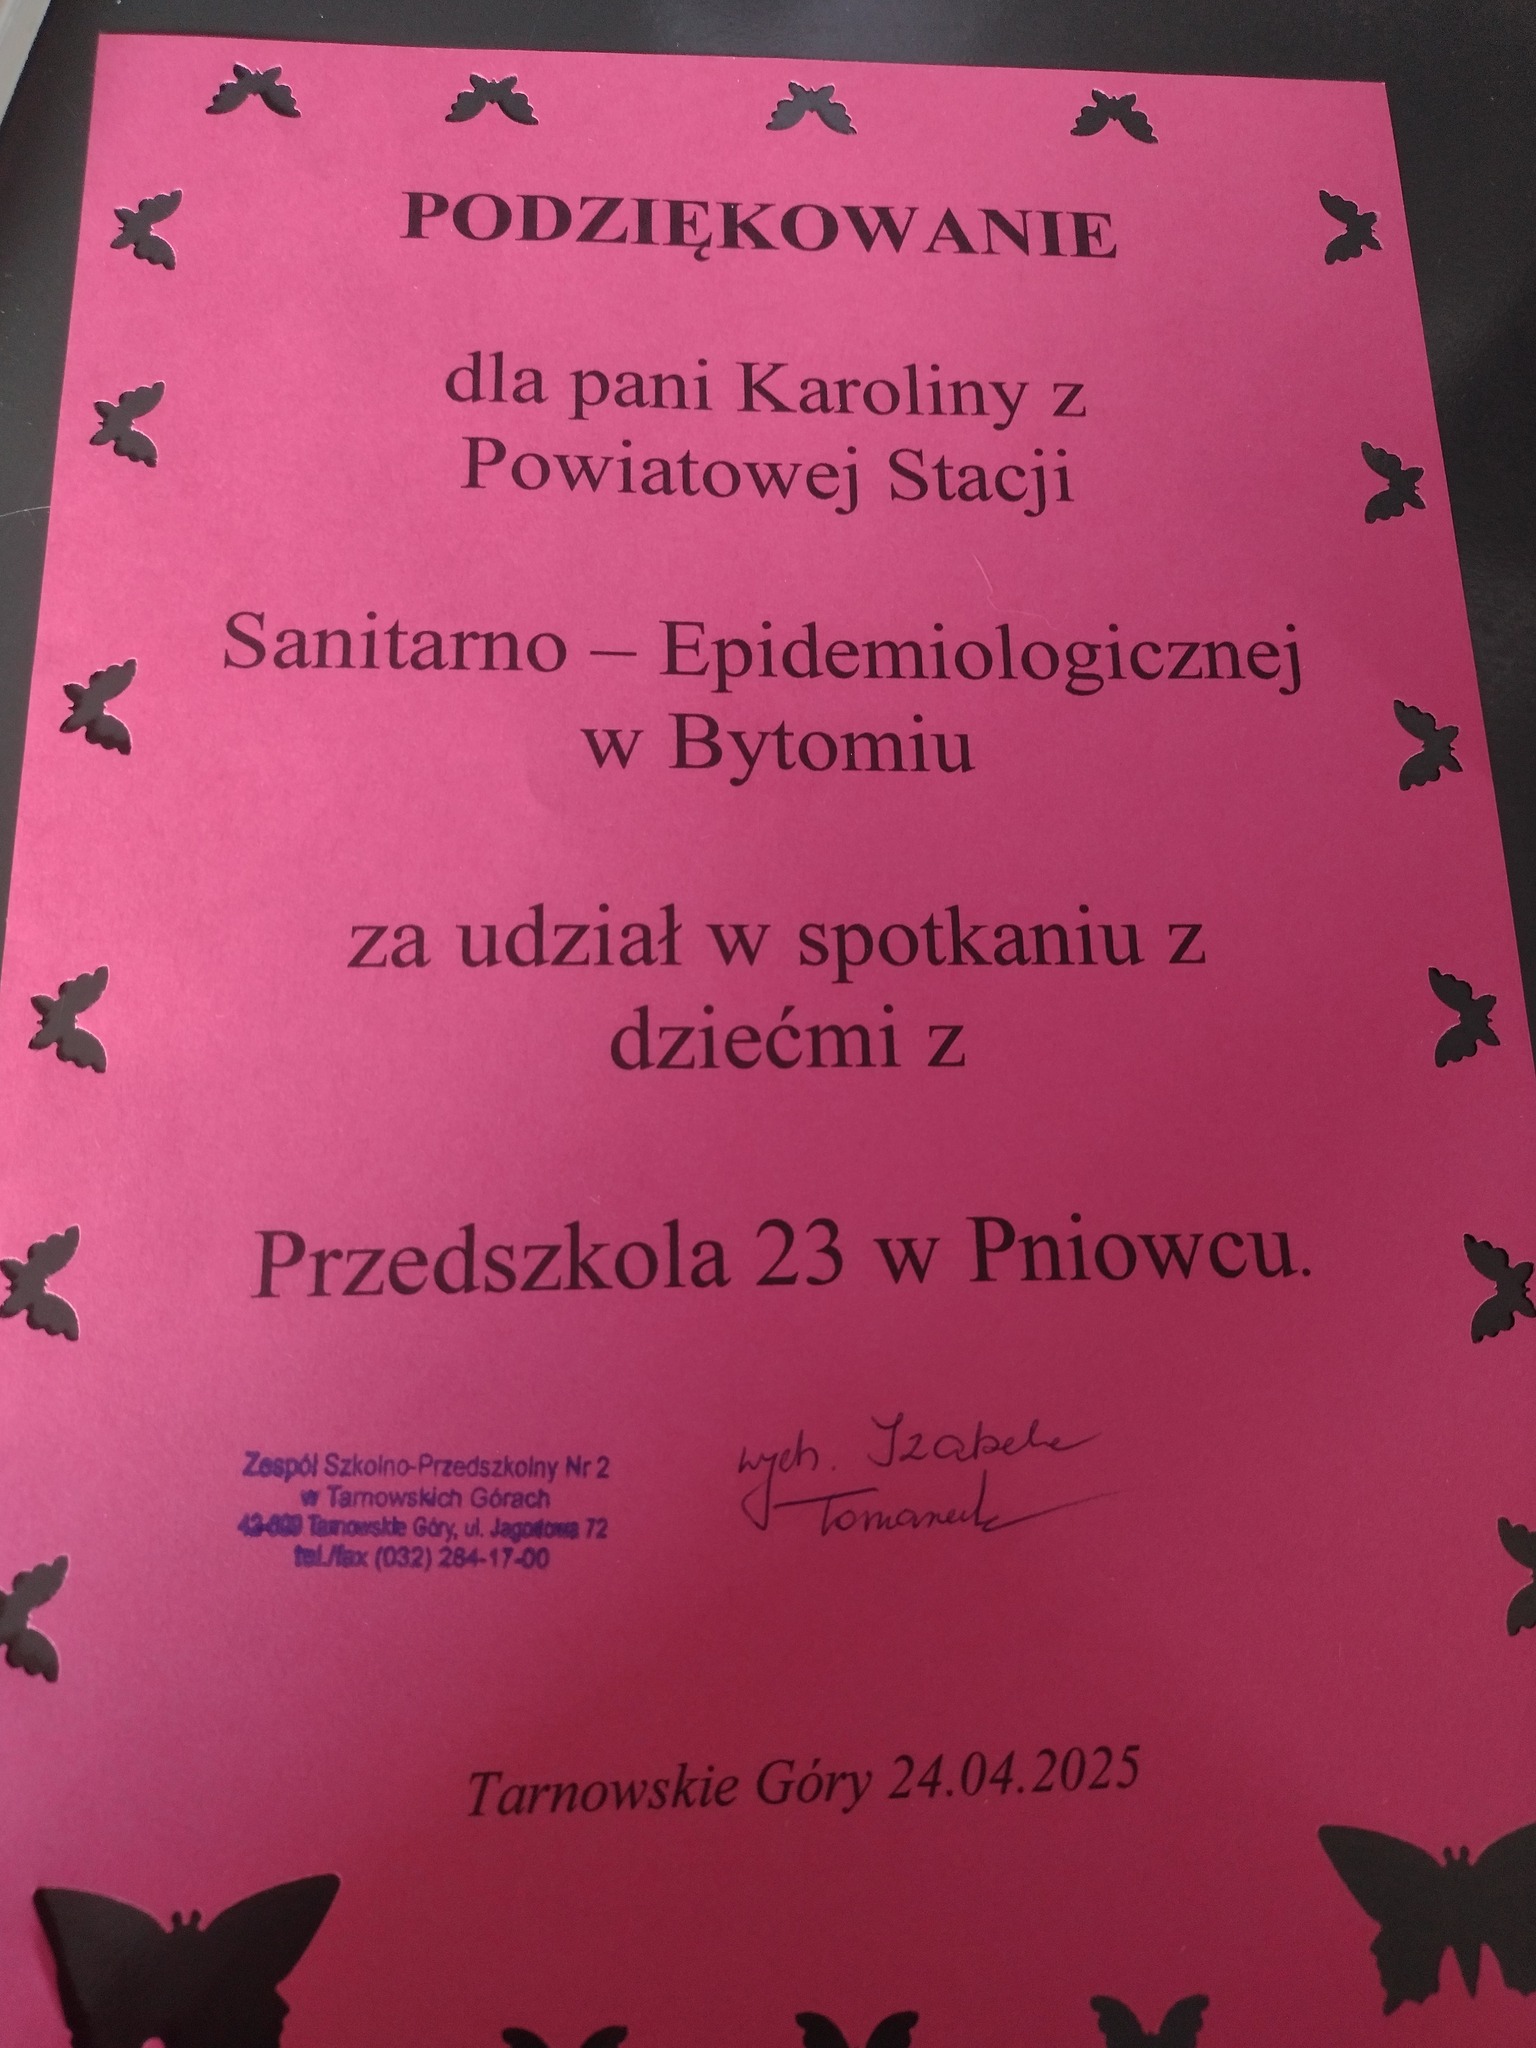 PODZIĘKOWANIE
dla pani Karoliny z
Powiatowej Stacji
Sanitarno – Epidemiologicznej
w Bytomiu
za udział w spotkaniu z
dziećmi z
Przedszkola 23 w Pniowcu.
Zespół Szkolno-Przedszkolny Nr 2
w Tarnowskich Górach
Tarnowskie Góry, ul. Jagodowa 72
tel./fax (032) 284-17-00
wych. Izabela
Tomanek
Tarnowskie Góry 24.04.2025